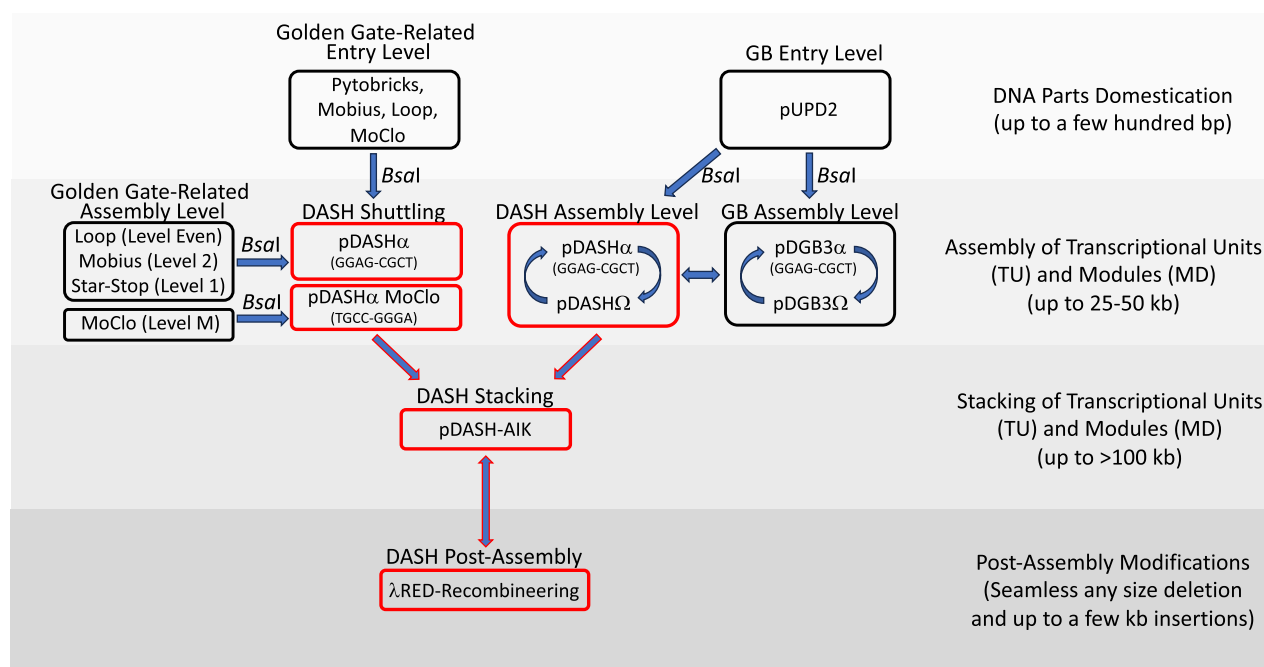 Golden Gate-Related
Entry Level
Pytobricks,
Mobius, Loop,
MoClo
GB Entry Level
pUPD2
DNA Parts Domestication
(up to a few hundred bp)
BsaI
BsaI
BsaI
Golden Gate-Related
Assembly Level
Loop (Level Even)
Mobius (Level 2)
Star-Stop (Level 1)
MoClo (Level M)
BsaI
BsaI
DASH Shuttling
pDASHα
(GGAG-CGCT)
pDASHα MoClo
(TGCC-GGGA)
DASH Assembly Level
pDASHα
(GGAG-CGCT)
pDASHΩ
GB Assembly Level
pDGB3α
(GGAG-CGCT)
pDGB3Ω
Assembly of Transcriptional Units
(TU) and Modules (MD)
(up to 25-50 kb)
DASH Stacking
pDASH-AIK
Stacking of Transcriptional Units
(TU) and Modules (MD)
(up to >100 kb)
DASH Post-Assembly
λRED-Recombineering
Post-Assembly Modifications
(Seamless any size deletion
and up to a few kb insertions)